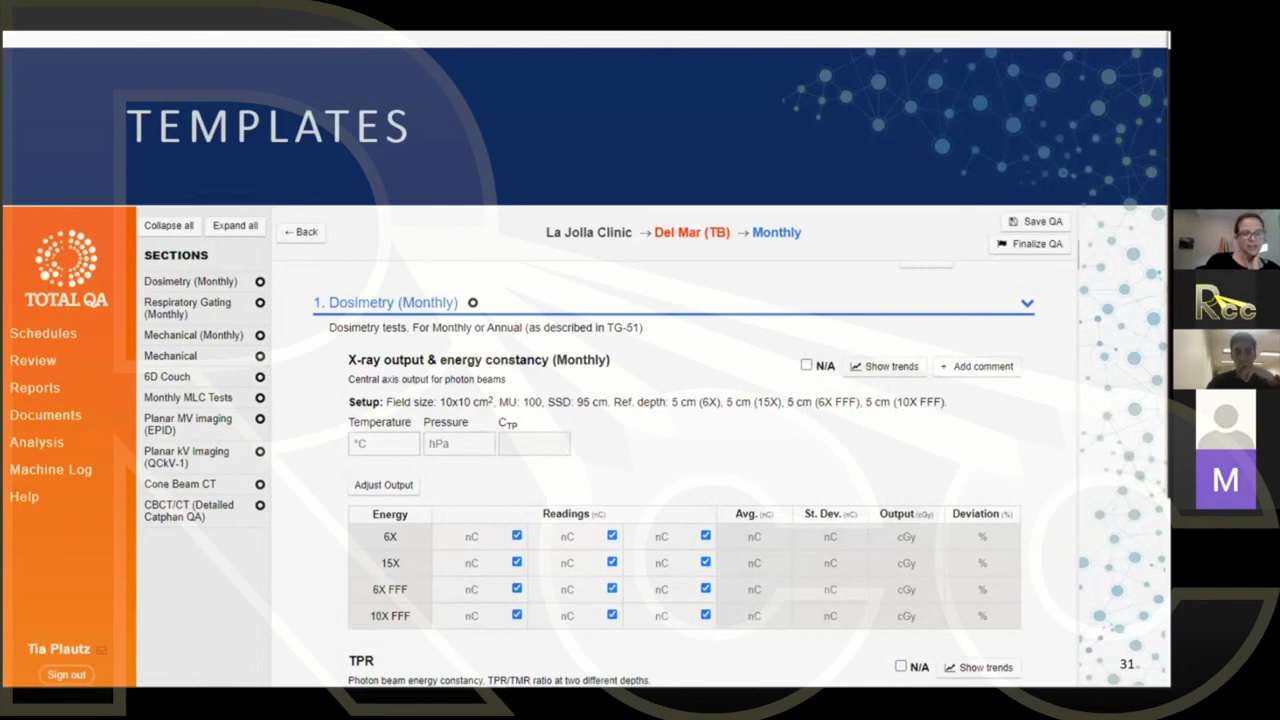 TEMPLATES
TOTAL QA
Schedules
Review
Reports
Documents
Analysis
Machine Log
Help
Tia Plautz
Sign out
Collapse all
Expand all
SECTIONS
Dosimetry (Monthly)
Respiratory Gating
(Monthly)
Mechanical (Monthly)
Mechanical
6D Couch
Monthly MLC Tests
Planar MV imaging
(EPID)
Planar kV Imaging
(QCkV-1)
Cone Beam CT
CBCT/CT (Detailed
Catphan QA)
← Back
La Jolla Clinic → Del Mar (TB) → Monthly
Save QA
Finalize QA
1. Dosimetry (Monthly)
Dosimetry tests. For Monthly or Annual (as described in TG-51)
X-ray output & energy constancy (Monthly)
N/A Show trends + Add comment
Central axis output for photon beams
Setup: Field size: 10x10 cm², MU: 100, SSD: 95 cm. Ref. depth: 5 cm (6X), 5 cm (15X), 5 cm (6X FFF), 5 cm (10X FFF).
Temperature Pressure CTP
°C hPa
Adjust Output
Energy Readings (nC) Avg. (nC) St. Dev. (nC) Output (cGy) Deviation (%)
6X nC nC nC nC nC cGy %
15X nC nC nC nC nC cGy %
6X FFF nC nC nC nC nC cGy %
10X FFF nC nC nC nC nC cGy %
TPR
N/A Show trends
Photon beam energy constancy, TPR/TMR ratio at two different depths.
31
Rcc
M